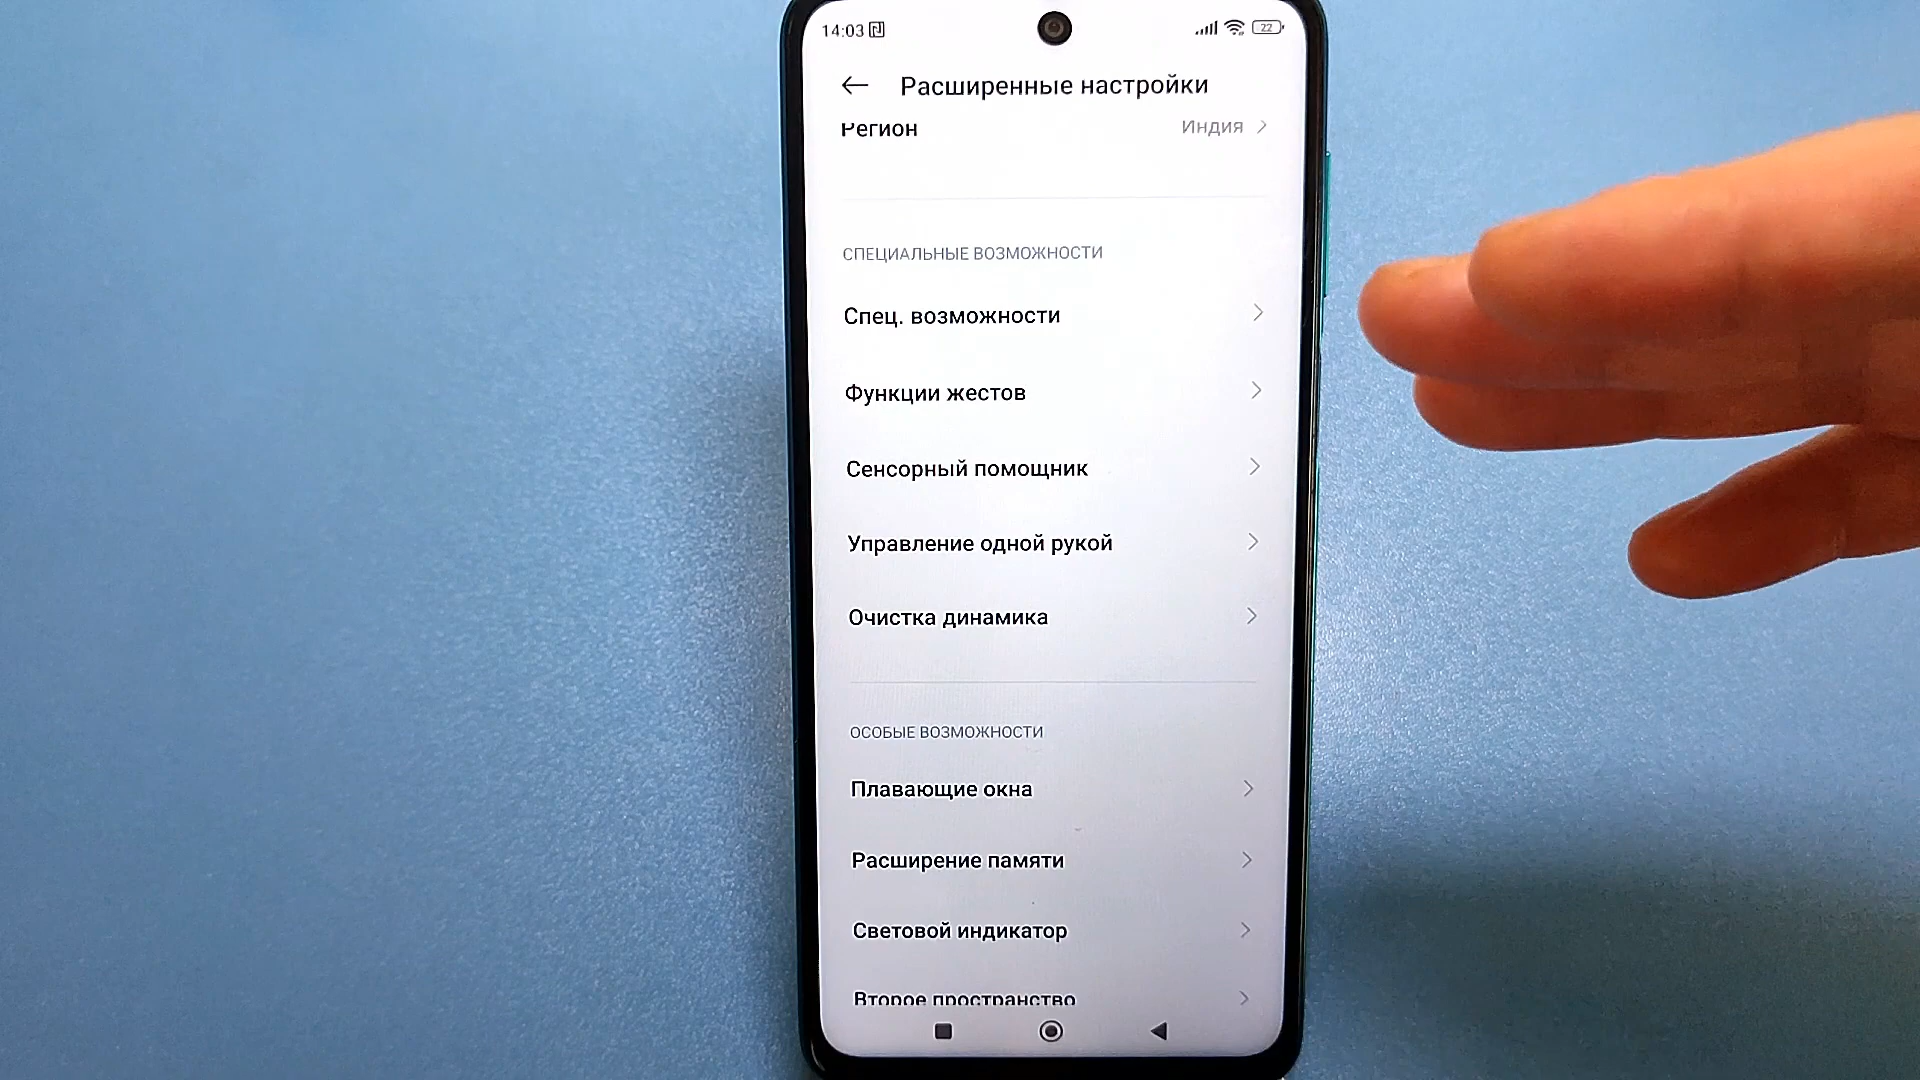 14:03
22
Расширенные настройки
Регион
Индия
СПЕЦИАЛЬНЫЕ ВОЗМОЖНОСТИ
Спец. возможности
Функции жестов
Сенсорный помощник
Управление одной рукой
Очистка динамика
ОСОБЫЕ ВОЗМОЖНОСТИ
Плавающие окна
Расширение памяти
Световой индикатор
Второе пространство